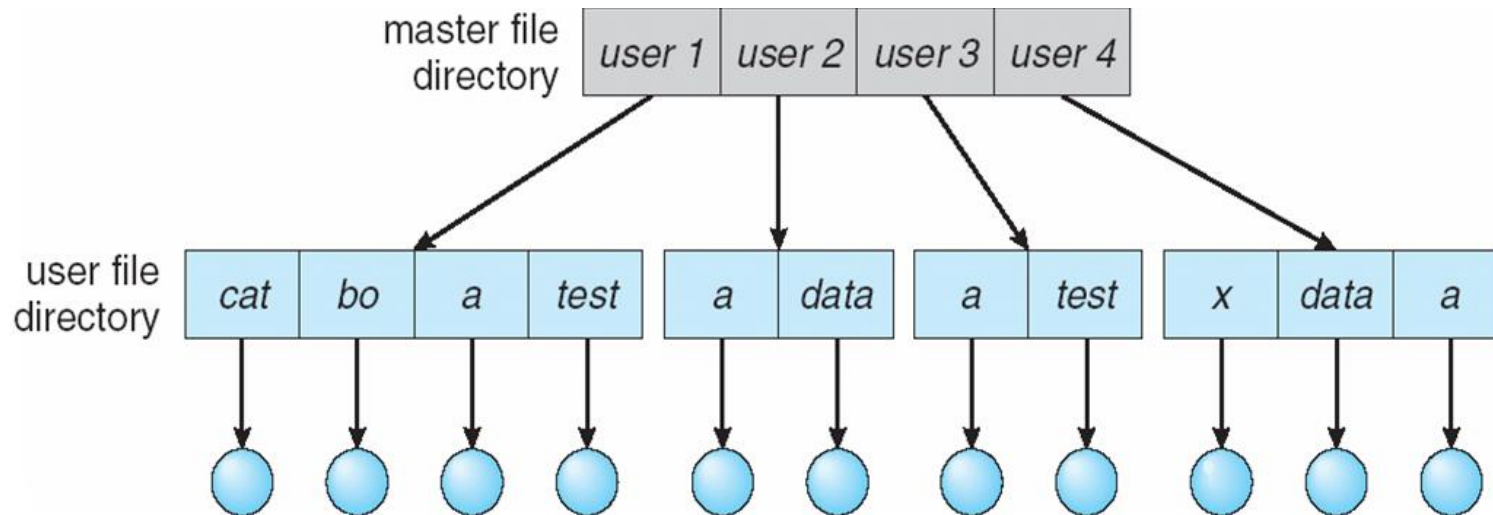 master file
directory
user 1 user 2 user 3 user 4
user file
directory
cat bo a test a data a test x data a